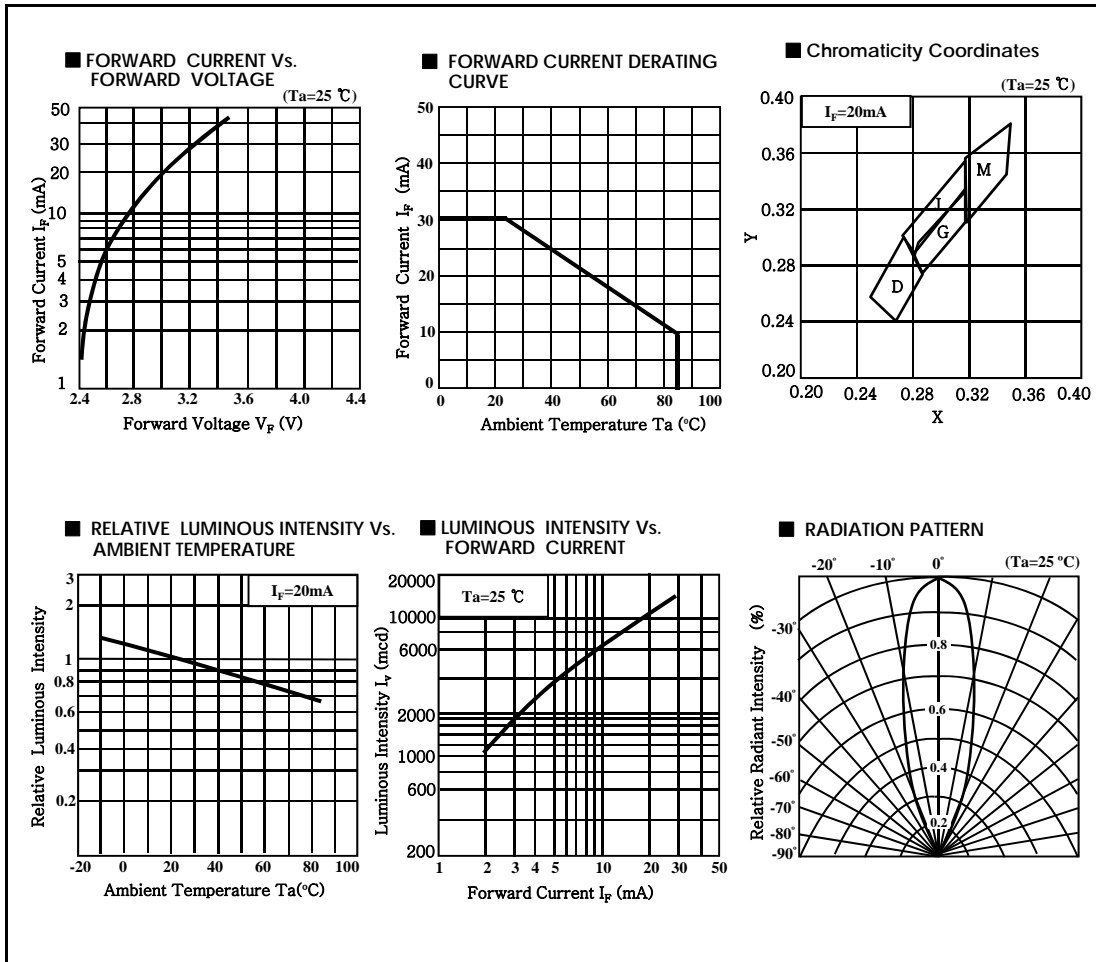 ■ FORWARD CURRENT Vs.
FORWARD VOLTAGE
(Ta=25 ℃)
50
30
20
10
5
4
3
2
1
Forward Current I_F (mA)
2.4 2.8 3.2 3.6 4.0 4.4
Forward Voltage V_F (V)
■ FORWARD CURRENT DERATING
CURVE
50
40
30
20
10
0
Forward Current I_F (mA)
0 20 40 60 80 100
Ambient Temperature Ta (°C)
■ Chromaticity Coordinates
(Ta=25 ℃)
I_F=20mA
0.40
0.36
0.32
0.28
0.24
0.20
Y
M
I
G
D
0.20 0.24 0.28 0.32 0.36 0.40
X
■ RELATIVE LUMINOUS INTENSITY Vs.
AMBIENT TEMPERATURE
I_F=20mA
3
2
1
0.8
0.6
0.4
0.2
Relative Luminous Intensity
-20 0 20 40 60 80 100
Ambient Temperature Ta(°C)
■ LUMINOUS INTENSITY Vs.
FORWARD CURRENT
Ta=25 ℃
20000
10000
6000
2000
1000
600
200
Luminous Intensity I_v (mcd)
1 2 3 4 5 10 20 30 50
Forward Current I_F (mA)
■ RADIATION PATTERN
-20° -10° 0° (Ta=25 °C)
-30°
-40°
-50°
-60°
-70°
-80°
-90°
0.8
0.6
0.4
0.2
Relative Radiant Intensity (%)